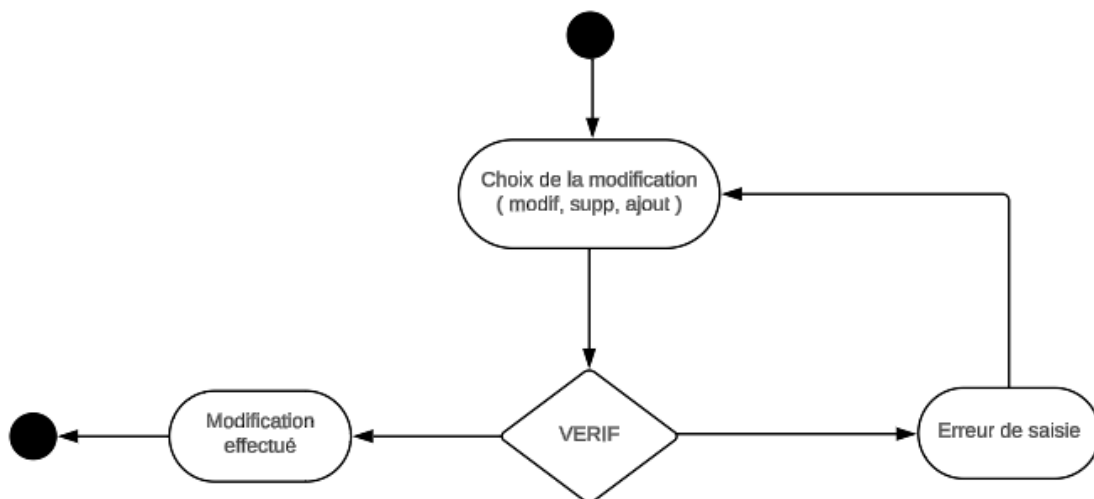 Choix de la modification
( modif, supp, ajout )
Modification
effectué
VERIF
Erreur de saisie